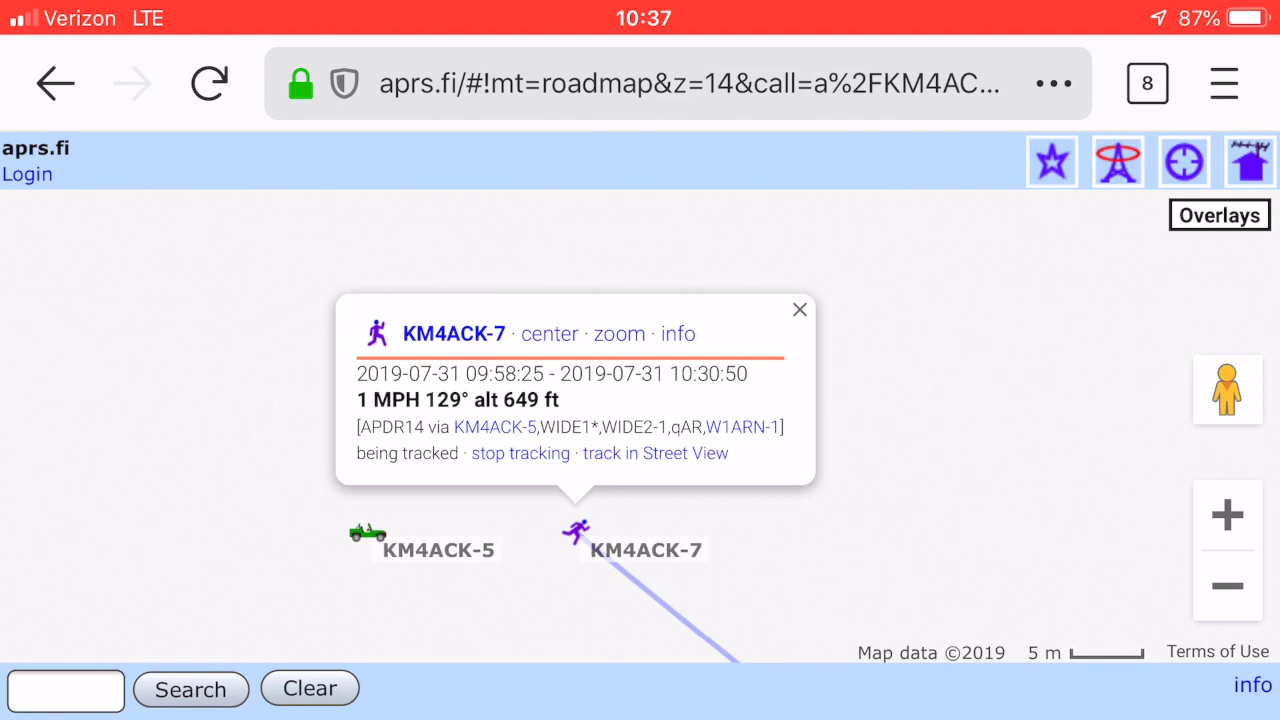 Verizon LTE 10:37 87%
aprs.fi/#!mt=roadmap&z=14&call=a%2FKM4AC... 8
aprs.fi
Login
Overlays
KM4ACK-7 · center · zoom · info
2019-07-31 09:58:25 - 2019-07-31 10:30:50
1 MPH 129° alt 649 ft
[APDR14 via KM4ACK-5,WIDE1*,WIDE2-1,qAR,W1ARN-1]
being tracked · stop tracking · track in Street View
KM4ACK-5 KM4ACK-7
Map data ©2019 5 m Terms of Use
Search Clear info